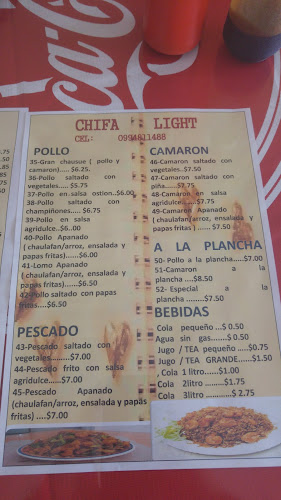 Coca-Co
.75
.50
.85
.85
3.75
CHIFA LIGHT
CEL: 0994811488
POLLO
35-Gran chausue ( pollo y
camaron)..... $6.25.
36-Pollo saltado con
vegetales..... $5.75
37-Pollo en salsa ostion..$6.00
38-Pollo saltado con
champiñones.... $6.75
39-Pollo en salsa
agridulce..$6..00
40-Pollo Apanado
( chaulafan/arroz, ensalada y
papas fritas)......$6.00
41-Lomo Apanado
( chaulafan/arroz, ensalada y
papas fritas)......$6.50
42-Pollo saltado con papas
fritas
PESCADO
43-Pescado saltado con
vegetales.........$7.00
44-Pescado frito con salsa
agridulce......$7.00
45-Pescado Apanado
(chaulafan/arroz, ensalada y papas
fritas) ....$7.00
CAMARON
46-Camaron saltado con
vegetales..$7.50
47-Camaron saltado con
piña......$7.75
48-Camaron en salsa
agridulce......$7.75
49-Camaron Apanado
( chaulafan/arroz, ensalada y
papas fritas ) ...... $7.50
A LA PLANCHA
50- Pollo a la plancha.....$7.00
51-Camaron a la
plancha ....$8.50
52- Especial a la
plancha ........$7.50
BEBIDAS
Cola pequeño ...$ 0.50
Agua sin gas.......$ 0.50
Jugo / TEA pequeño .....$0.75
Jugo / TEA GRANDE......$1.50
, Cola 1 litro......$1.00
Cola 2litro .........$1.75
Cola 3litro ............$ 2.75